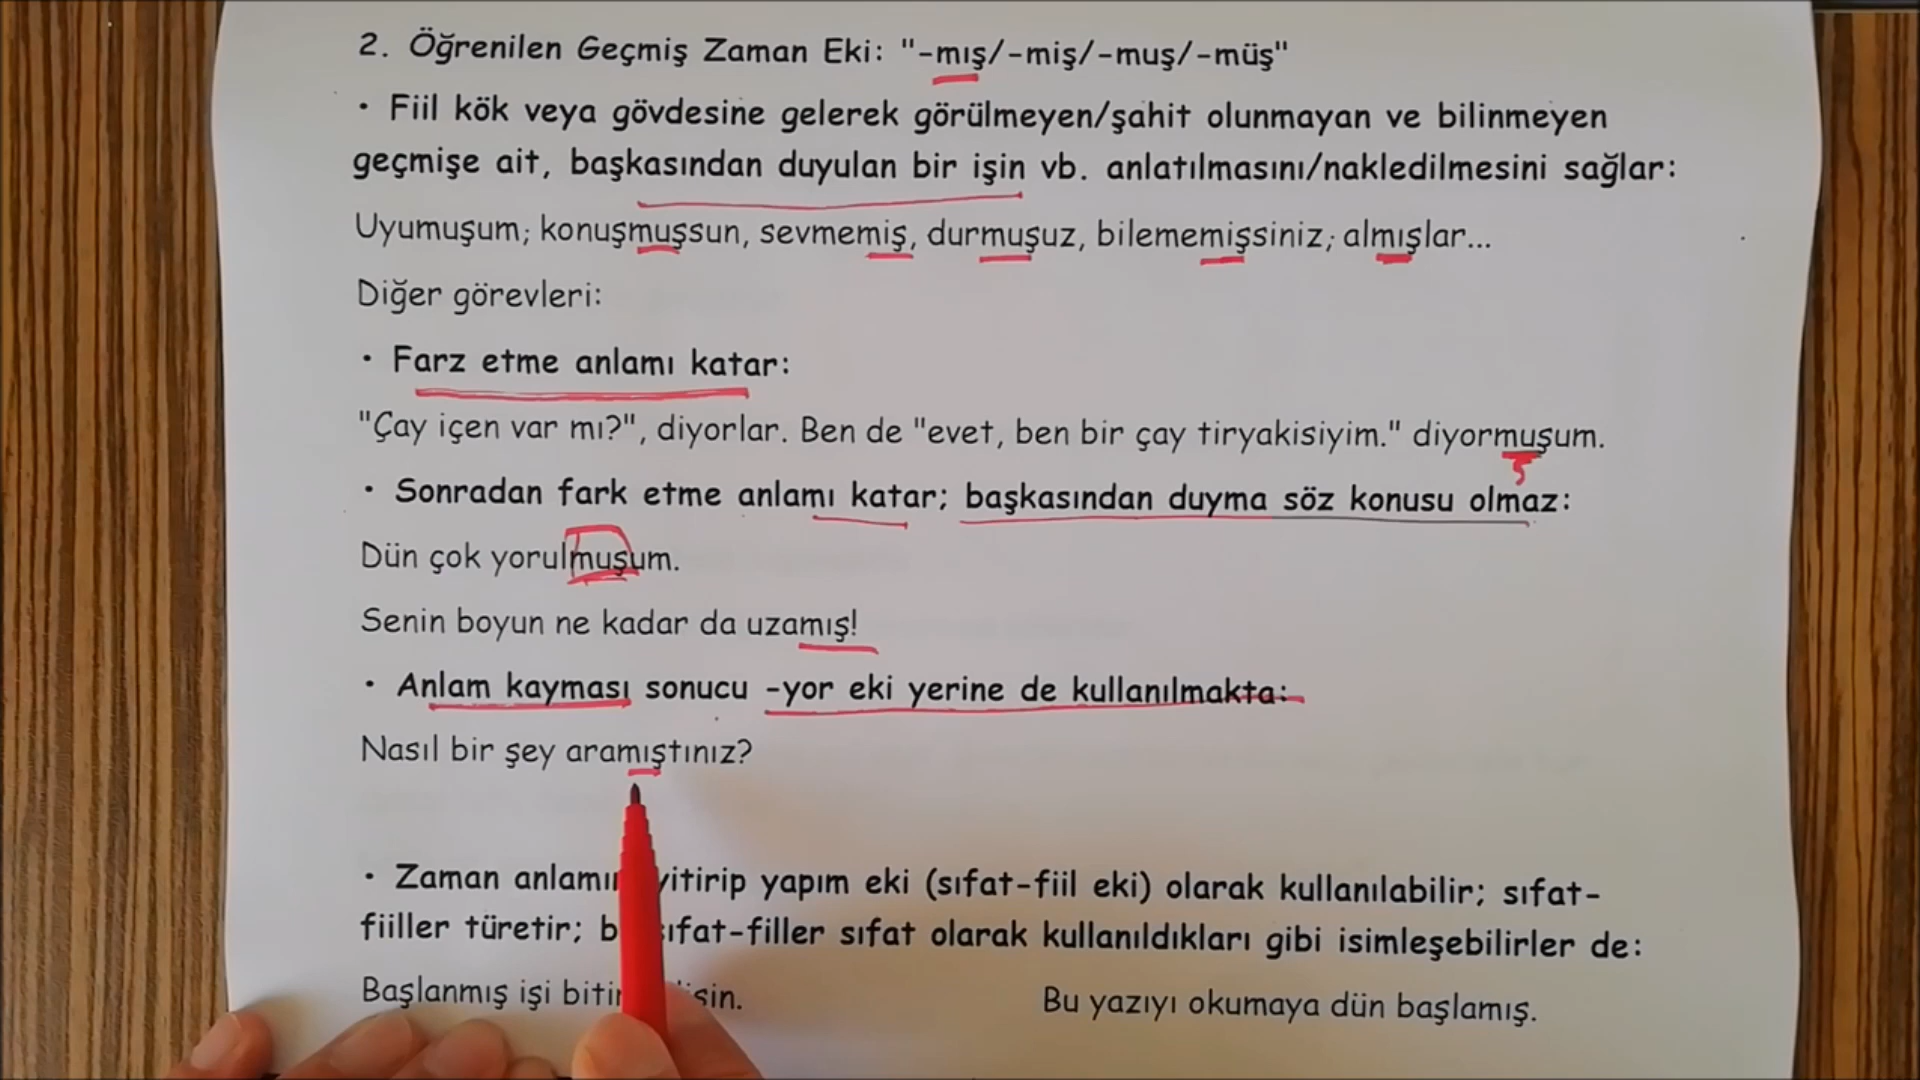 2. Öğrenilen Geçmiş Zaman Eki: "-mış/-miş/-muş/-müş"
• Fiil kök veya gövdesine gelerek görülmeyen/şahit olunmayan ve bilinmeyen
geçmişe ait, başkasından duyulan bir işin vb. anlatılmasını/nakledilmesini sağlar:
Uyumuşum; konuşmuşsun, sevmemiş, durmuşuz, bilememişsiniz; almışlar...
Diğer görevleri:
• Farz etme anlamı katar:
"Çay içen var mı?", diyorlar. Ben de "evet, ben bir çay tiryakisiyim." diyormuşum.
• Sonradan fark etme anlamı katar; başkasından duyma söz konusu olmaz:
Dün çok yorulmuşum.
Senin boyun ne kadar da uzamış!
• Anlam kayması sonucu -yor eki yerine de kullanılmakta:
Nasıl bir şey aramıştınız?
• Zaman yitirip yapım eki (sıfat-fiil eki) olarak kullanılabilir; sıfat-
fiiller türetir; sıfat-filler sıfat olarak kullanıldıkları gibi isimleşebilirler de:
Başlanmış işi
Bu yazıyı okumaya dün başlamış.